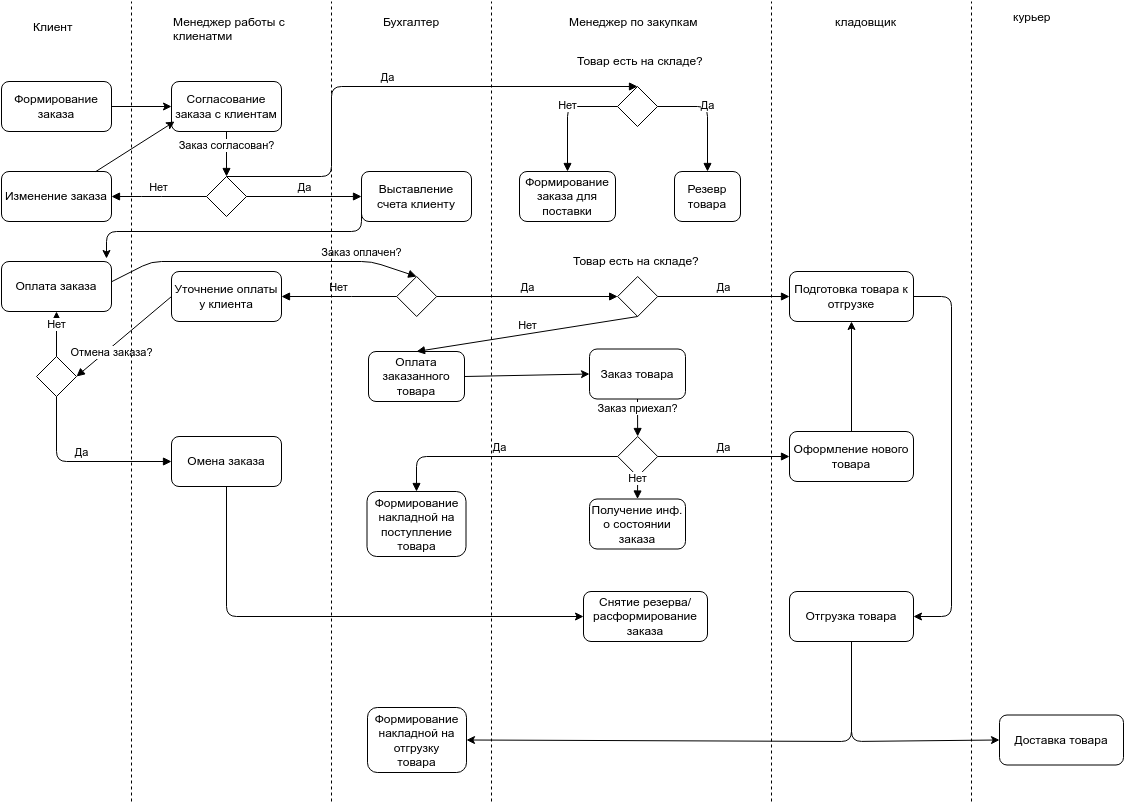 Клиент
Менеджер работы с
клиенатми
Бухгалтер
Менеджер по закупкам
кладовщик
курьер
Товар есть на складе?
Да
Формирование
заказа
Согласование
заказа с клиентам
Нет
Да
Заказ согласован?
Изменение заказа
Нет
Да
Выставление
счета клиенту
Формирование
заказа для
поставки
Резевр
товара
Заказ оплачен?
Товар есть на складе?
Оплата заказа
Уточнение оплаты
у клиента
Нет
Да
Да
Подготовка товара к
отгрузке
Нет
Нет
Отмена заказа?
Оплата
заказанного
товара
Заказ товара
Заказ приехал?
Да
Омена заказа
Да
Да
Оформление нового
товара
Нет
Формирование
накладной на
поступление
товара
Получение инф.
о состоянии
заказа
Снятие резерва/
расформирование
заказа
Отгрузка товара
Формирование
накладной на
отгрузку
товара
Доставка товара